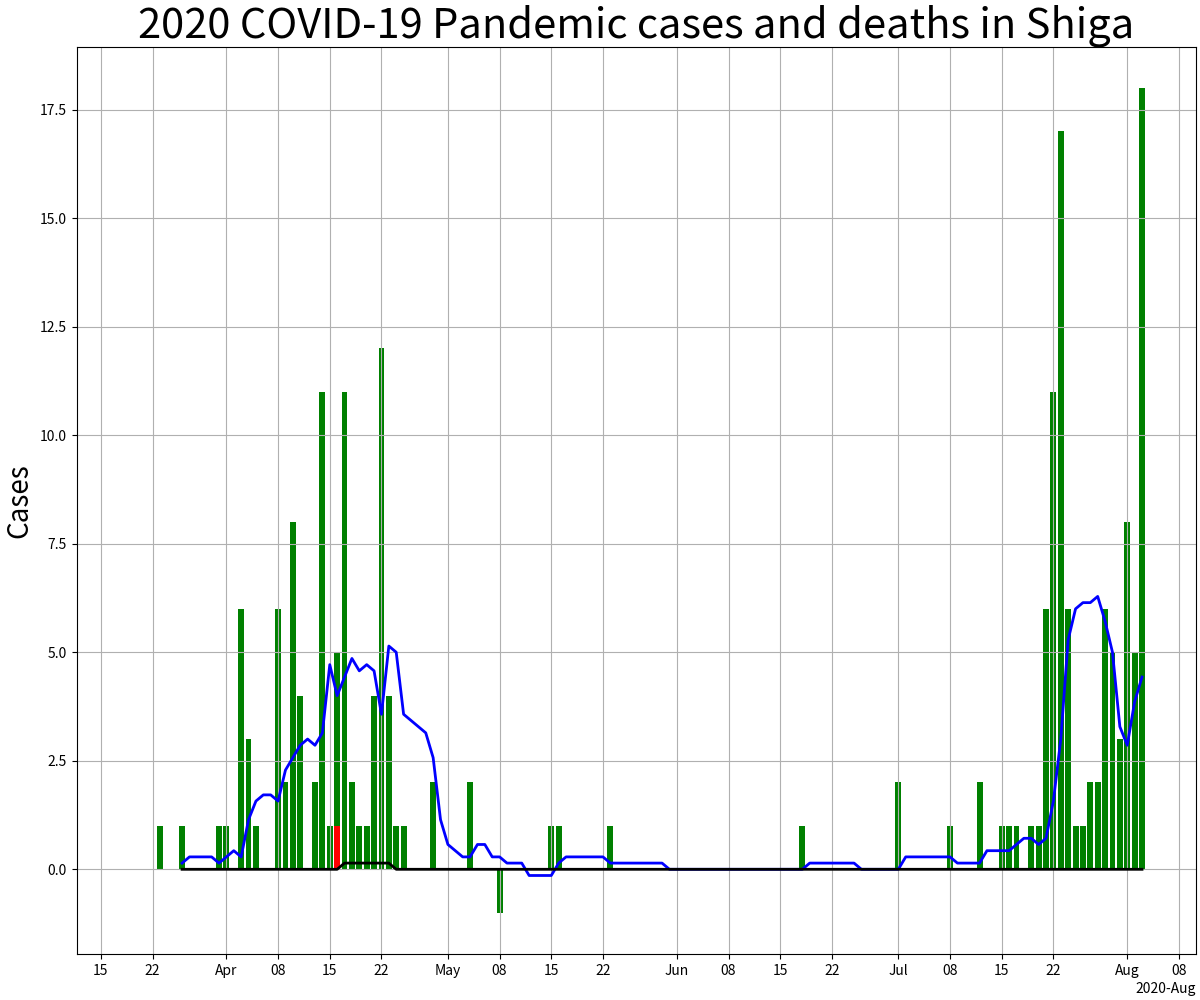 2020 COVID-19 Pandemic cases and deaths in Shiga
17.5
15.0
12.5
10.0
7.5
5.0
2.5
0.0
Cases
15 22 Apr 08 15 22 May 08 15 22 Jun 08 15 22 Jul 08 15 22 Aug 08
2020-Aug